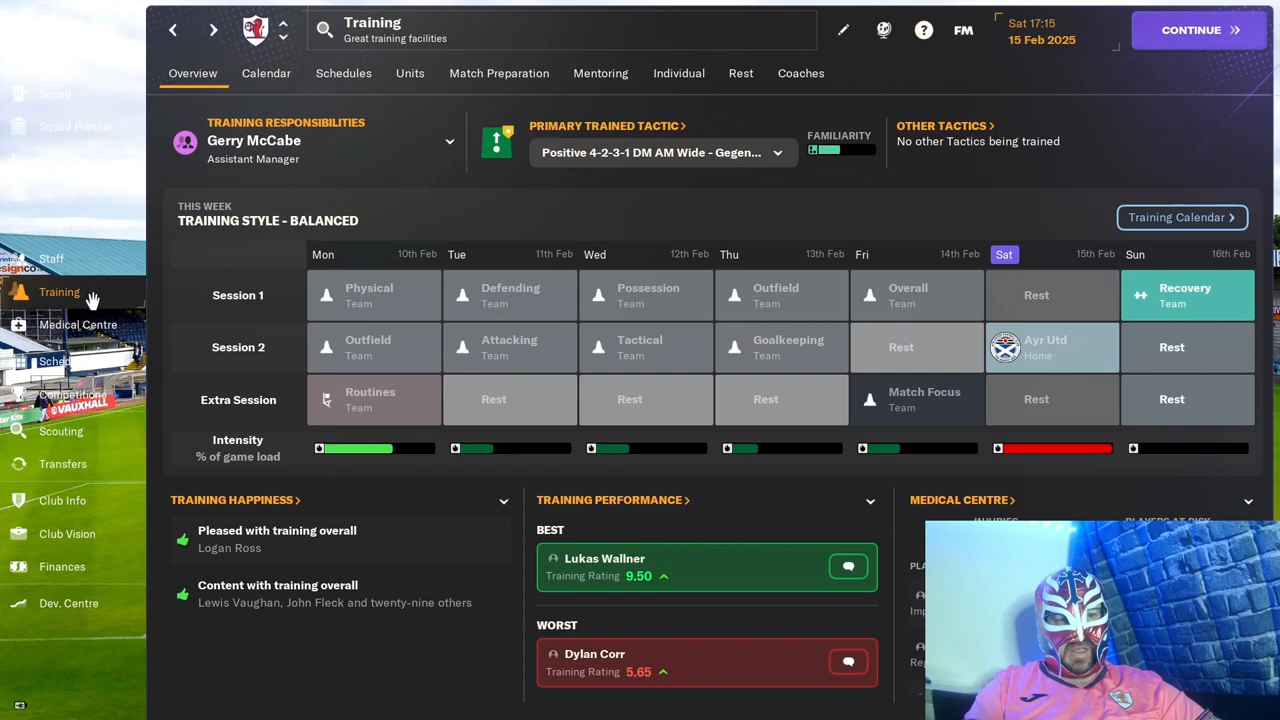 Training
Great training facilities
FM
Sat 17:15
15 Feb 2025
CONTINUE
Overview
Calendar
Schedules
Units
Match Preparation
Mentoring
Individual
Rest
Coaches
Squad
Squad Planner
Staff
Training
Medical Centre
Sched
Competitions
Scouting
Transfers
Club Info
Club Vision
Finances
Dev. Centre
VAUXHALL
TRAINING RESPONSIBILITIES
Gerry McCabe
Assistant Manager
PRIMARY TRAINED TACTIC
Positive 4-2-3-1 DM AM Wide - Gegen...
FAMILIARITY
OTHER TACTICS
No other Tactics being trained
THIS WEEK
TRAINING STYLE - BALANCED
Training Calendar
Mon 10th Feb Tue 11th Feb Wed 12th Feb Thu 13th Feb Fri 14th Feb Sat 15th Feb Sun 16th Feb
Session 1
Physical Defending Possession Outfield Overall Rest Recovery
Team Team Team Team Team Team
Session 2
Outfield Attacking Tactical Goalkeeping Rest Ayr Utd Rest
Team Team Team Team Home
Extra Session
Routines Rest Rest Rest Match Focus Rest Rest
Team Team
Intensity
% of game load
TRAINING HAPPINESS
Pleased with training overall
Logan Ross
Content with training overall
Lewis Vaughan, John Fleck and twenty-nine others
TRAINING PERFORMANCE
BEST
Lukas Wallner
Training Rating 9.50
WORST
Dylan Corr
Training Rating 5.65
MEDICAL CENTRE